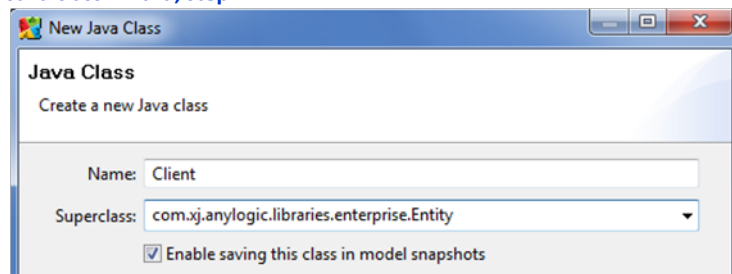 New Java Cla
Java Class
Create a new Java class
Name: Client
Superclass: com.xj.anylogic.libraries.enterprise.Entity
Enable saving this class in model snapshots